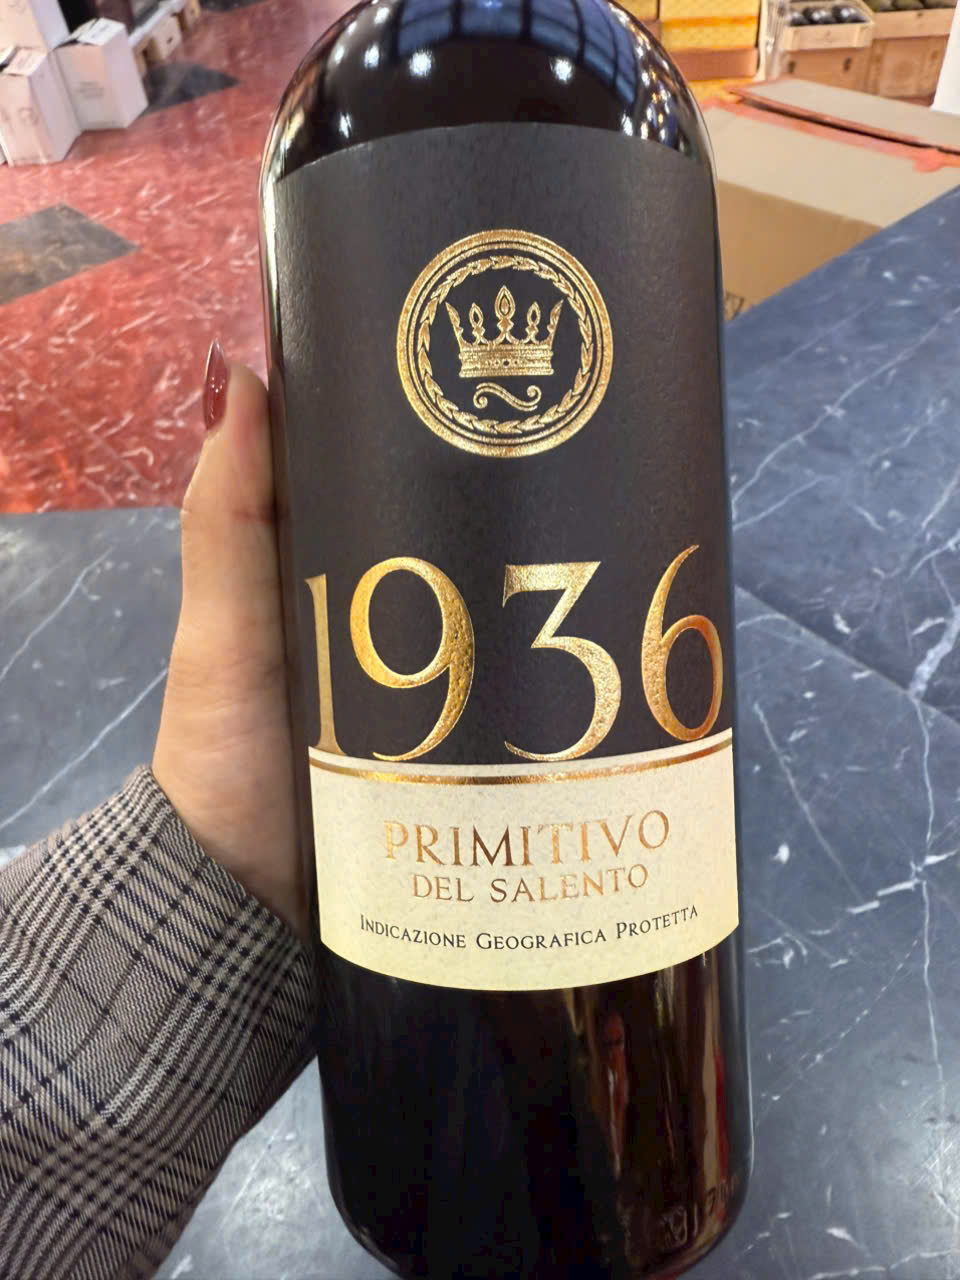 1936
PRIMITIVO
DEL SALENTO
INDICAZIONE GEOGRAFICA PROTETTA